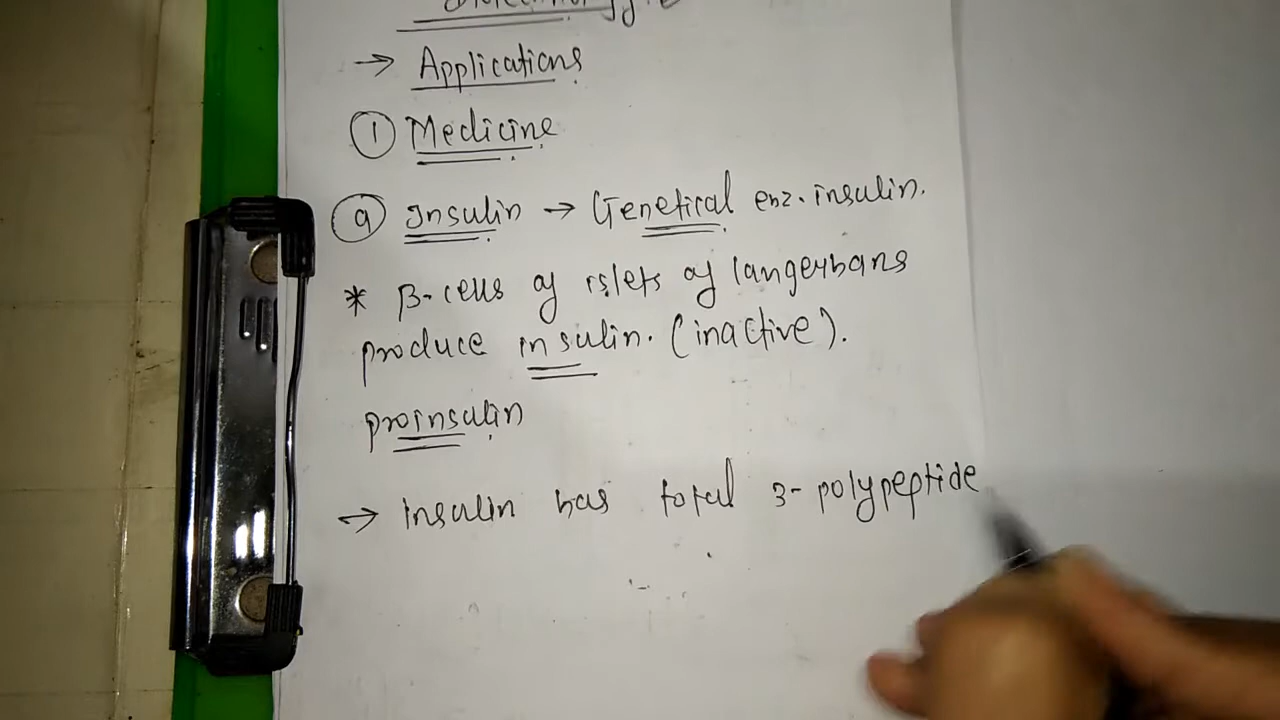 → Applications
① Medicine
ⓐ Insulin → Genetical enz. insulin.
* β-cells of islets of langerhans
produce insulin. (inactive).
proinsulin
→ insulin has total 3-polypeptide